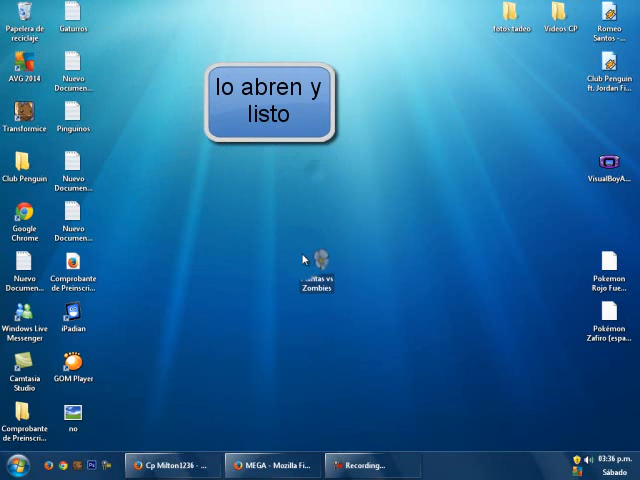 Papelera de
reciclaje
Gaturros
fotos tadeo
Videos CP
Romeo
Santos -...
lo abren y
listo
AVG 2014
Nuevo
Documen...
Club Penguin
ft. Jordan Fi...
Transformice
Pinguinos
Club Penguin
Nuevo
Documen...
VisualBoyA...
Google
Chrome
Nuevo
Documen...
Nuevo
Documen...
Comprobante
de Preinscri...
vs
Zombies
Pokemon
Rojo Fue...
Windows Live
Messenger
iPadian
Pokémon
Zafiro (espa...
Camtasia
Studio
GOM Player
Comprobante
de Preinscri...
no
Cp Milton1236 - ...
MEGA - Mozilla Fi...
Recording...
03:36 p.m.
Sábado